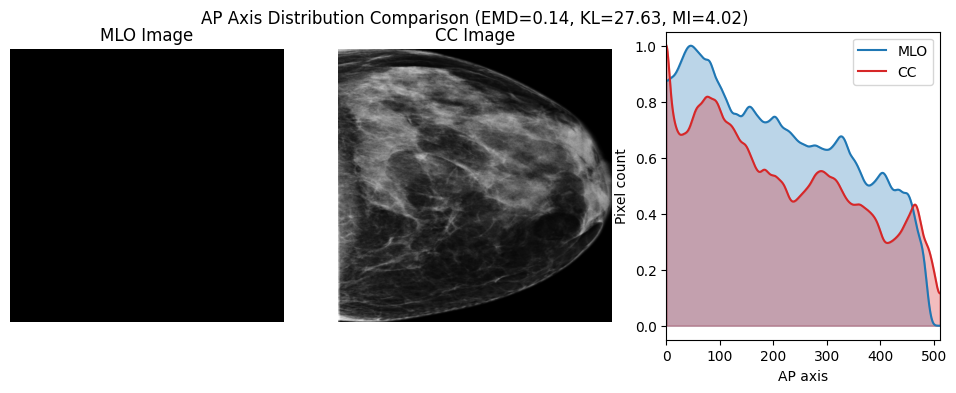 AP Axis Distribution Comparison (EMD=0.14, KL=27.63, MI=4.02)
MLO Image
CC Image
MLO
CC
Pixel count
1.0
0.8
0.6
0.4
0.2
0.0
0 100 200 300 400 500
AP axis